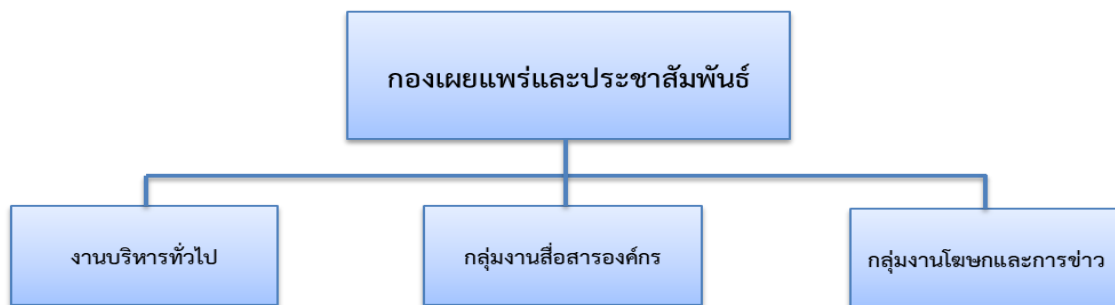 กองเผยแพร่และประชาสัมพันธ์
งานบริหารทั่วไป
กลุ่มงานสื่อสารองค์กร
กลุ่มงานโฆษกและการข่าว